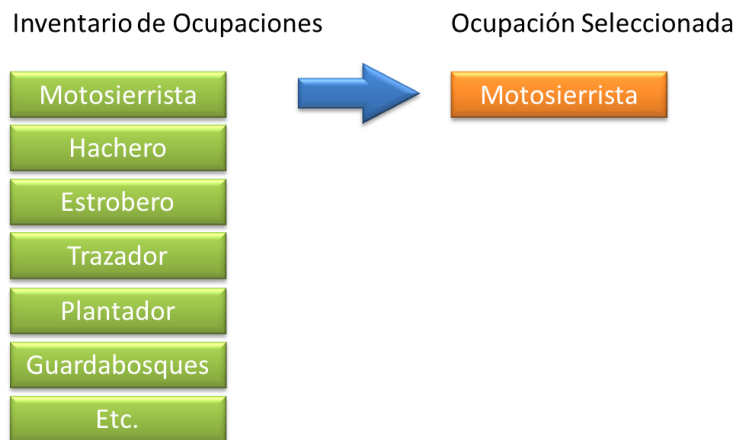 Inventario de Ocupaciones
Ocupación Seleccionada
Motosierrista
Motosierrista
Hachero
Estrobero
Trazador
Plantador
Guardabosques
Etc.